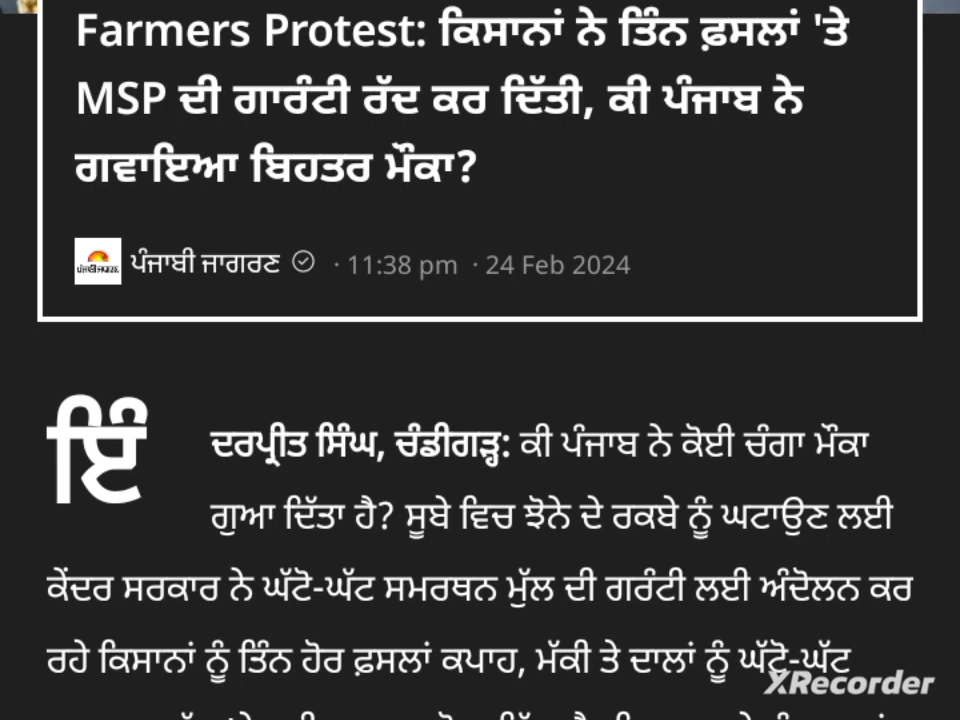 Farmers Protest: ਕਿਸਾਨਾਂ ਨੇ ਤਿੰਨ ਫ਼ਸਲਾਂ 'ਤੇ
MSP ਦੀ ਗਾਰੰਟੀ ਰੱਦ ਕਰ ਦਿੱਤੀ, ਕੀ ਪੰਜਾਬ ਨੇ
ਗਵਾਇਆ ਬਿਹਤਰ ਮੌਕਾ?
ਪੰਜਾਬੀ ਜਾਗਰਣ · 11:38 pm · 24 Feb 2024
ਇੰ
ਦਰਪ੍ਰੀਤ ਸਿੰਘ, ਚੰਡੀਗੜ੍ਹ: ਕੀ ਪੰਜਾਬ ਨੇ ਕੋਈ ਚੰਗਾ ਮੌਕਾ
ਗੁਆ ਦਿੱਤਾ ਹੈ? ਸੂਬੇ ਵਿਚ ਝੋਨੇ ਦੇ ਰਕਬੇ ਨੂੰ ਘਟਾਉਣ ਲਈ
ਕੇਂਦਰ ਸਰਕਾਰ ਨੇ ਘੱਟੋ-ਘੱਟ ਸਮਰਥਨ ਮੁੱਲ ਦੀ ਗਰੰਟੀ ਲਈ ਅੰਦੋਲਨ ਕਰ
ਰਹੇ ਕਿਸਾਨਾਂ ਨੂੰ ਤਿੰਨ ਹੋਰ ਫ਼ਸਲਾਂ ਕਪਾਹ, ਮੱਕੀ ਤੇ ਦਾਲਾਂ ਨੂੰ ਘੱਟੋ-ਘੱਟ
XRecorder